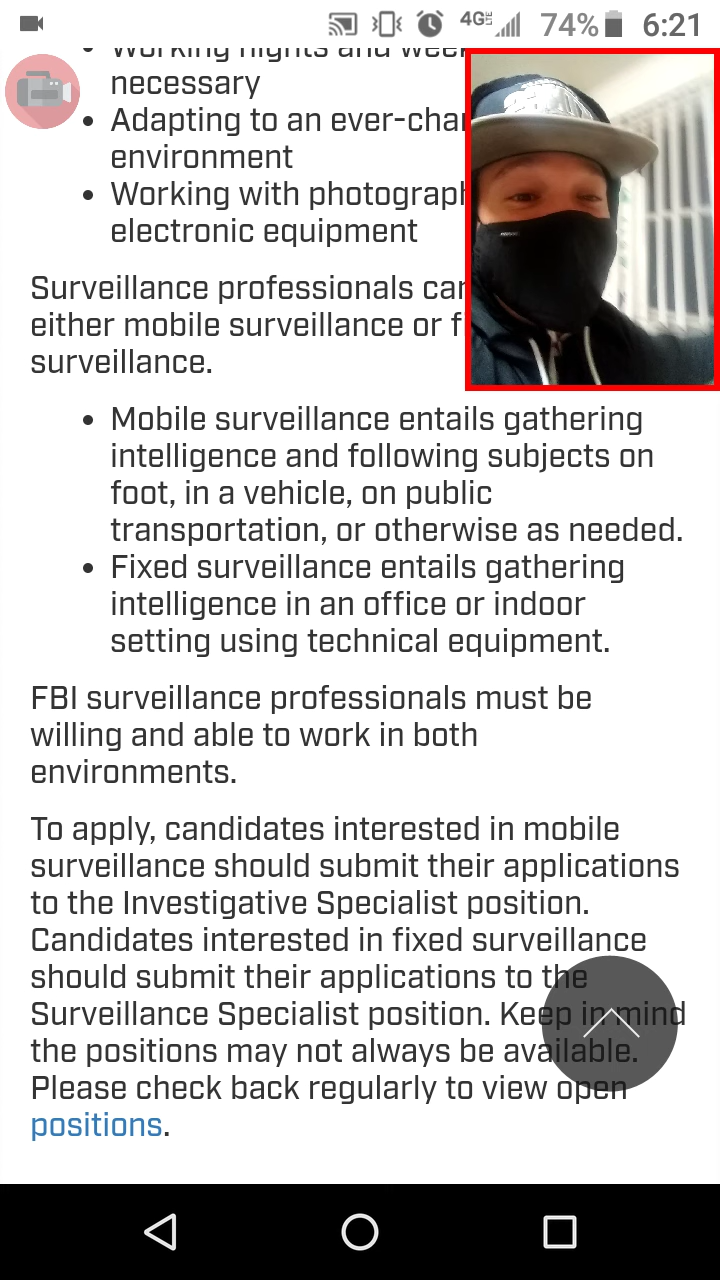 74% 6:21
4G LTE
Working nights and
necessary
• Adapting to an
environment
• Working with
electronic equipment
Surveillance professionals
either mobile surveillance or
surveillance.
• Mobile surveillance entails gathering
intelligence and following subjects on
foot, in a vehicle, on public
transportation, or otherwise as needed.
• Fixed surveillance entails gathering
intelligence in an office or indoor
setting using technical equipment.
FBI surveillance professionals must be
willing and able to work in both
environments.
To apply, candidates interested in mobile
surveillance should submit their applications
to the Investigative Specialist position.
Candidates interested in fixed surveillance
should submit their applications to the
Surveillance Specialist position. Keep in mind
the positions may not always be available.
Please check back regularly to view open
positions.